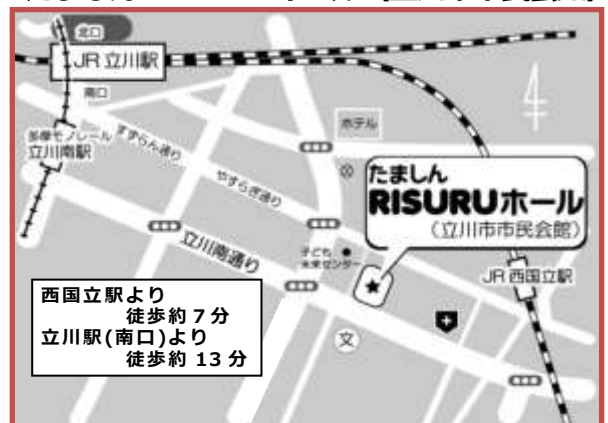 北口
JR 立川駅
南口
多摩モノレール
立川南駅
すずらん通り
やすらぎ通り
立川南通り
ホテル
たましん
RISURUホール
(立川市市民会館)
子ども
未来センター
JR 西国立駅
文
西国立駅より
徒歩約 7 分
立川駅(南口)より
徒歩約 13 分